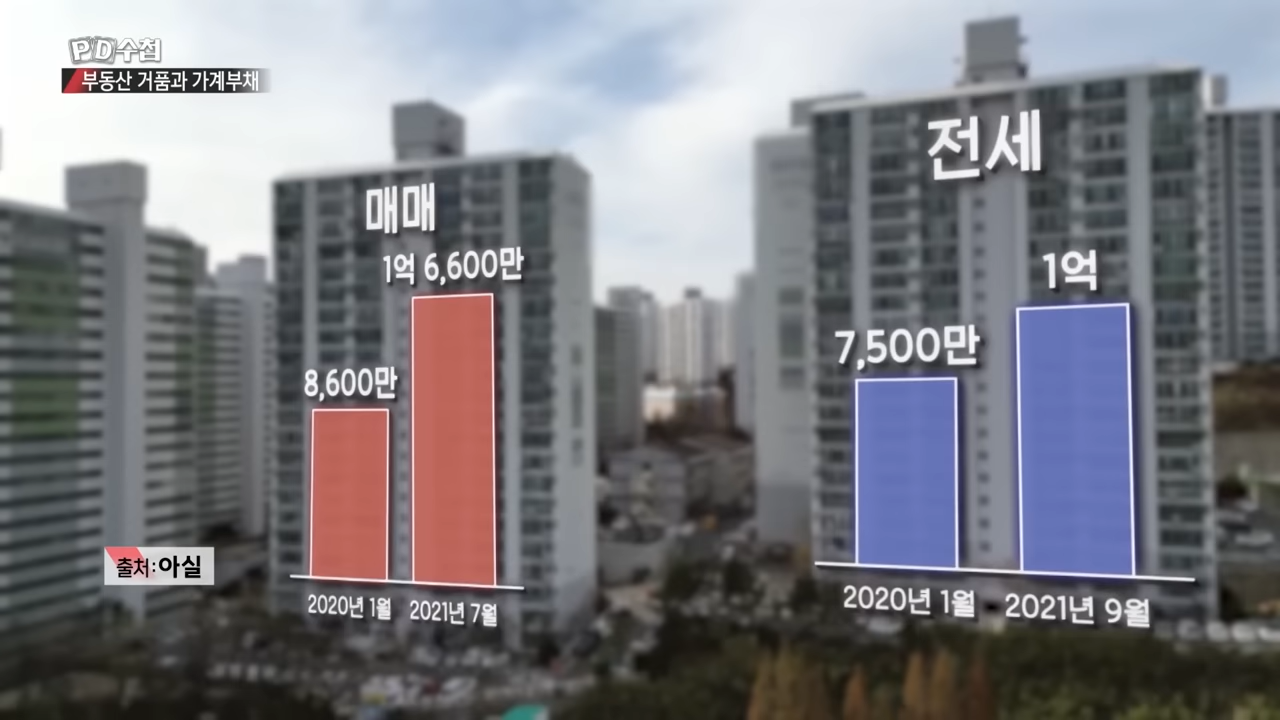 PD수첩
부동산 거품과 가계부채
매매
1억 6,600만
8,600만
2020년 1월
2021년 7월
전세
1억
7,500만
2020년 1월
2021년 9월
출처:아실